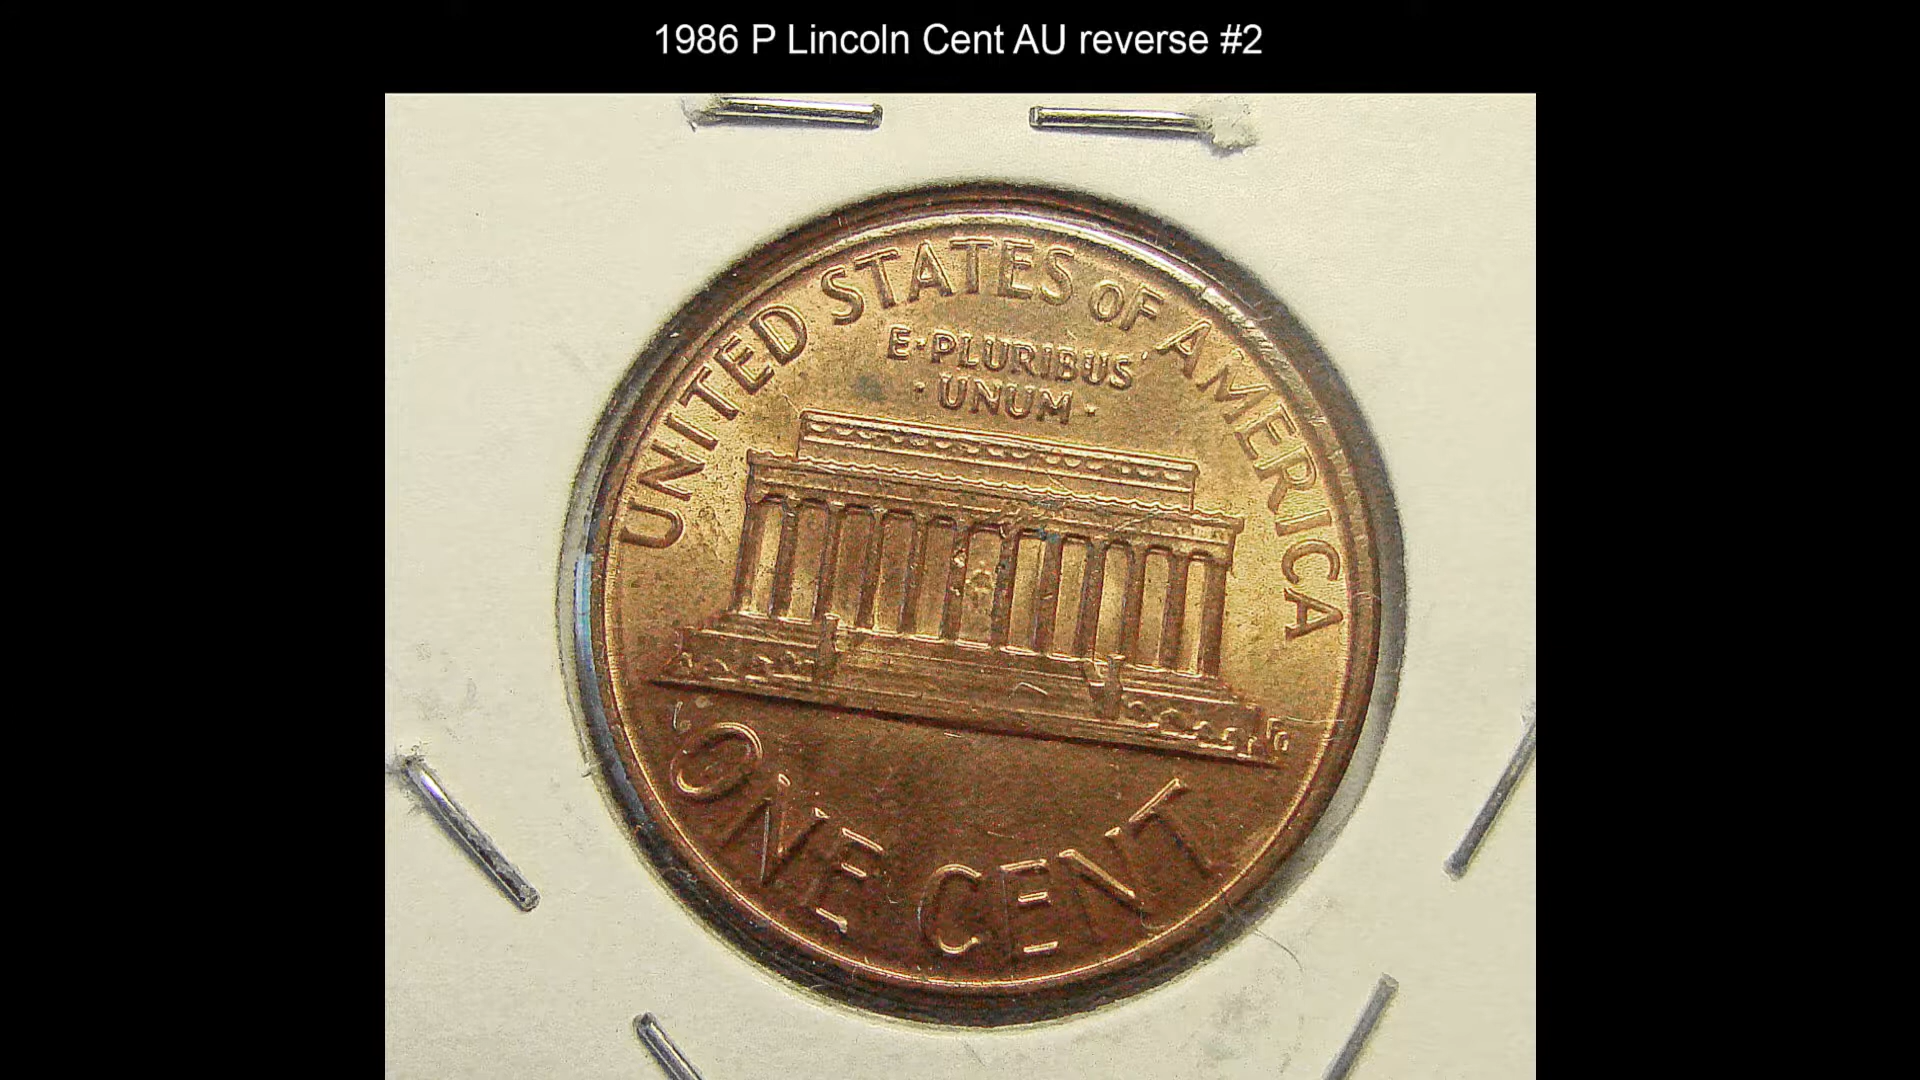 1986 P Lincoln Cent AU reverse #2
UNITED STATES OF AMERICA
E·PLURIBUS
·UNUM·
ONE CENT